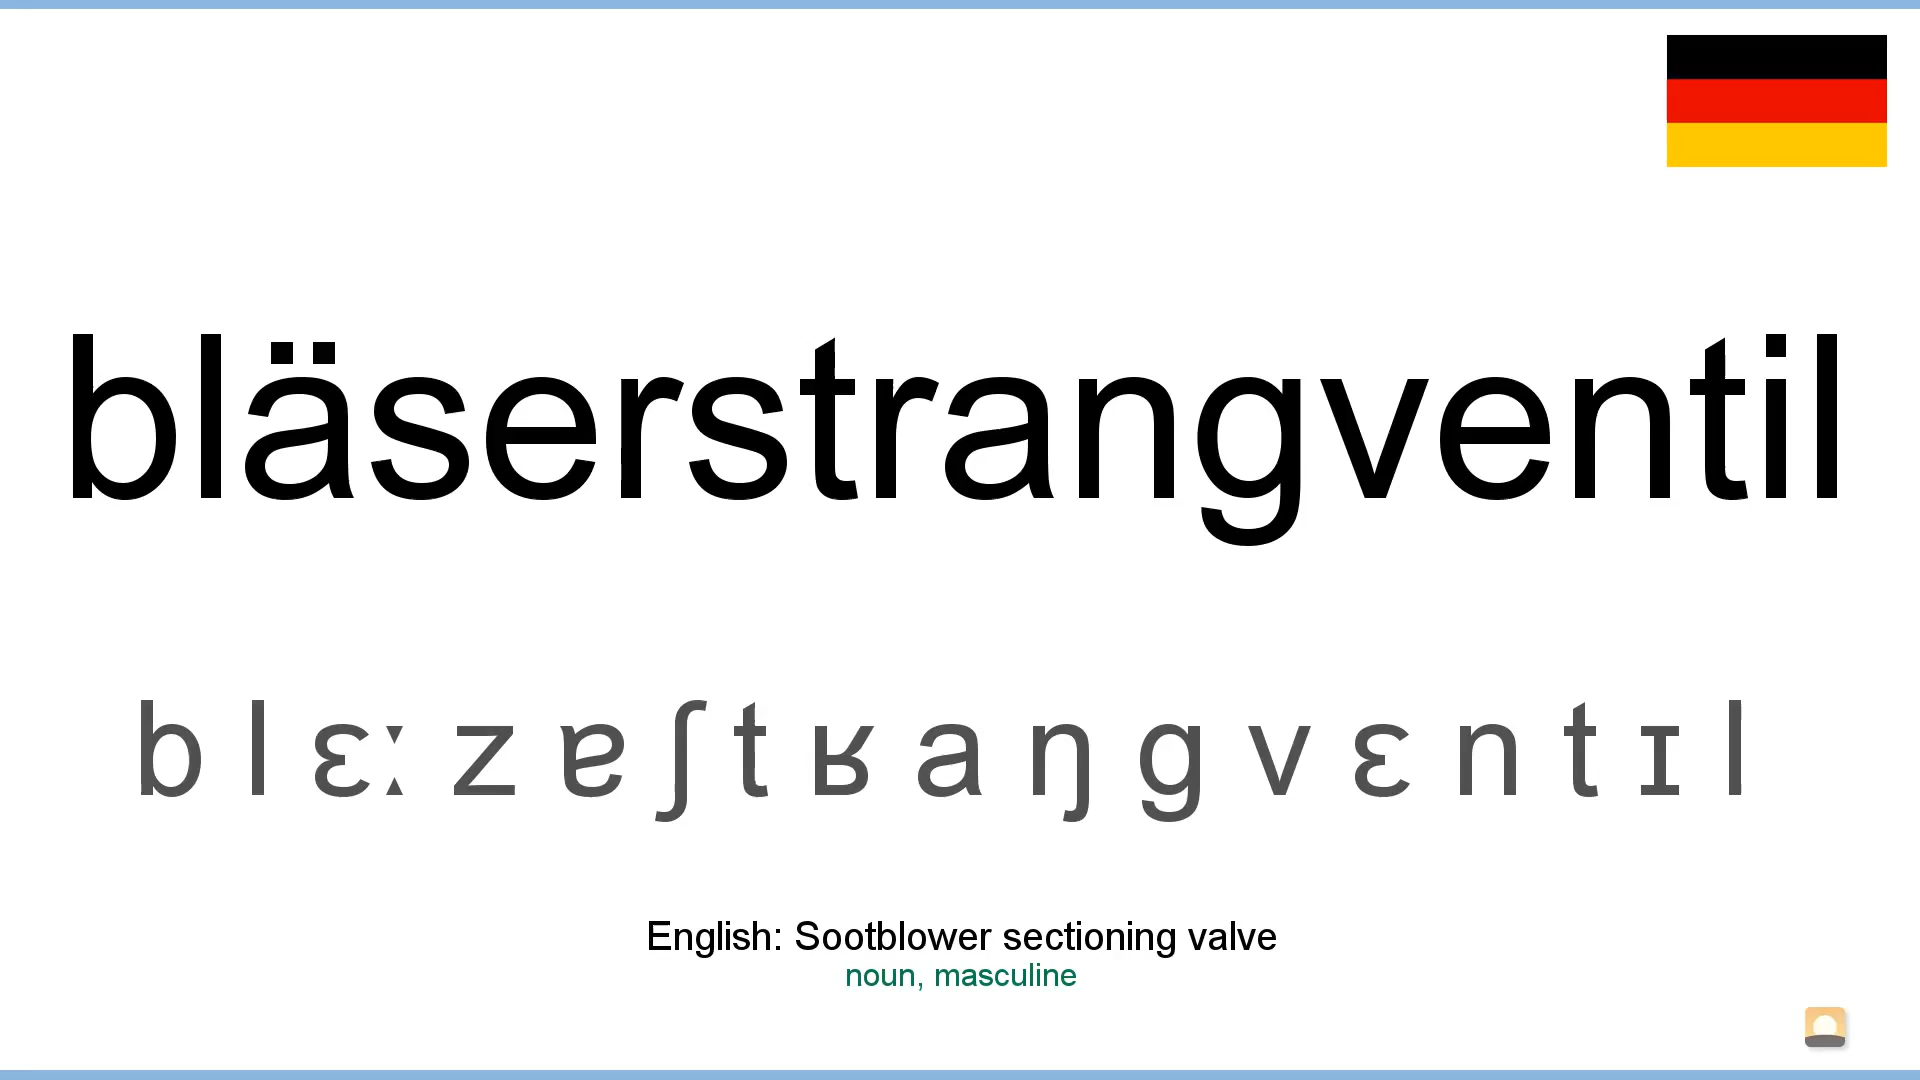 bläserstrangventil
b l ɛː z ɐ ʃ t ʁ a ŋ g v ɛ n t ɪ l
English: Sootblower sectioning valve
noun, masculine